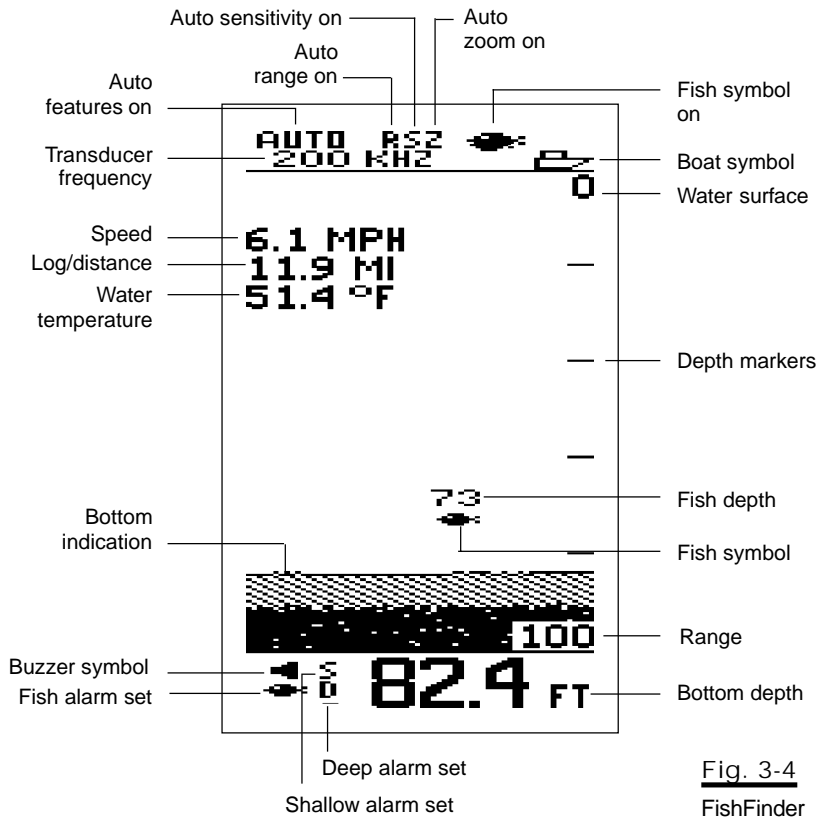 Auto sensitivity on
Auto
zoom on
Auto
range on
Auto
features on
Fish symbol
on
AUTO RSZ
Transducer
frequency
200 KHZ
Boat symbol
0
Water surface
Speed
6.1 MPH
Log/distance
11.9 MI
Water
temperature
51.4 °F
Depth markers
73
Fish depth
Bottom
indication
Fish symbol
100
Range
Buzzer symbol
S
Fish alarm set
D
82.4 FT
Bottom depth
Deep alarm set
Shallow alarm set
Fig. 3-4
FishFinder